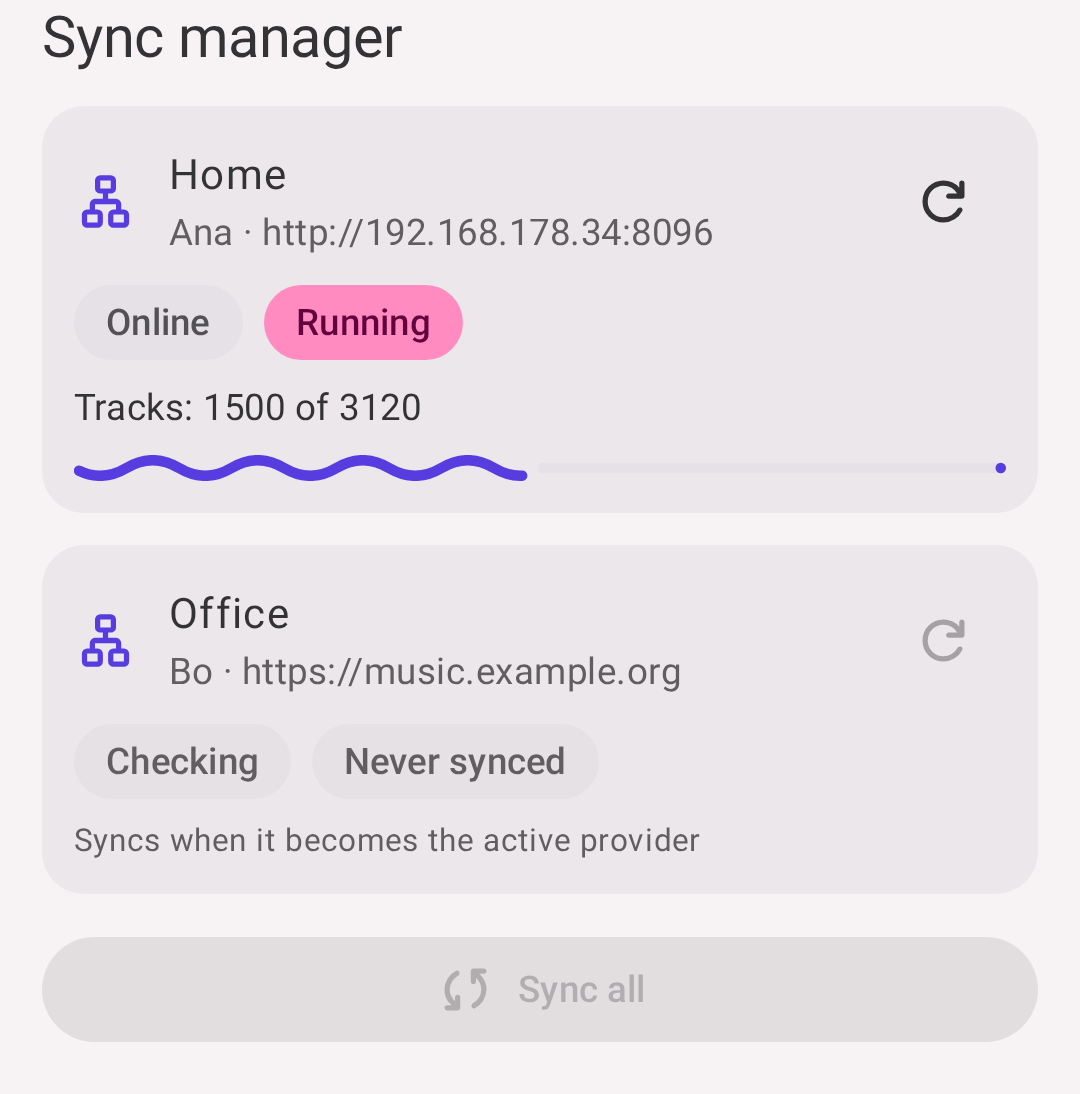 Sync manager
Home
Ana · http://192.168.178.34:8096
Online
Running
Tracks: 1500 of 3120
Office
Bo · https://music.example.org
Checking
Never synced
Syncs when it becomes the active provider
Sync all